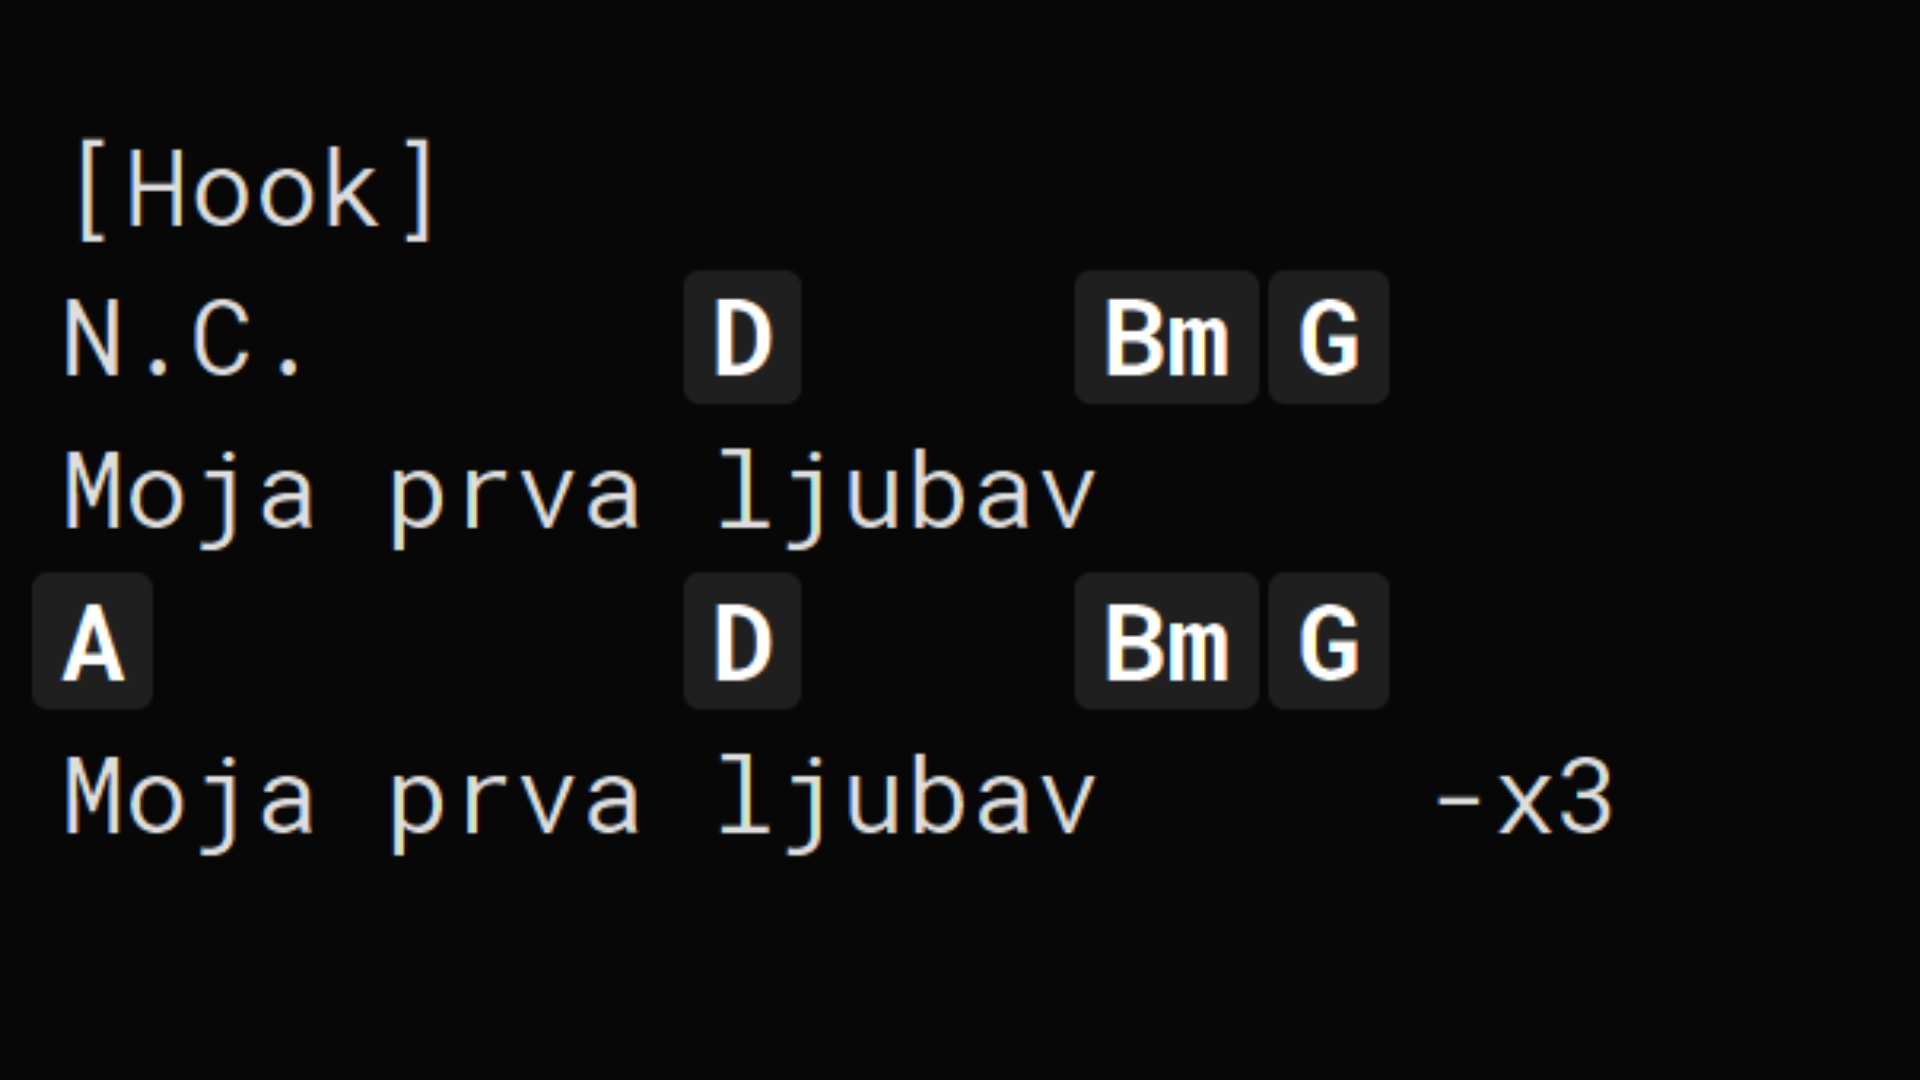 [Hook]
N.C. D Bm G
Moja prva ljubav
A D Bm G
Moja prva ljubav -x3